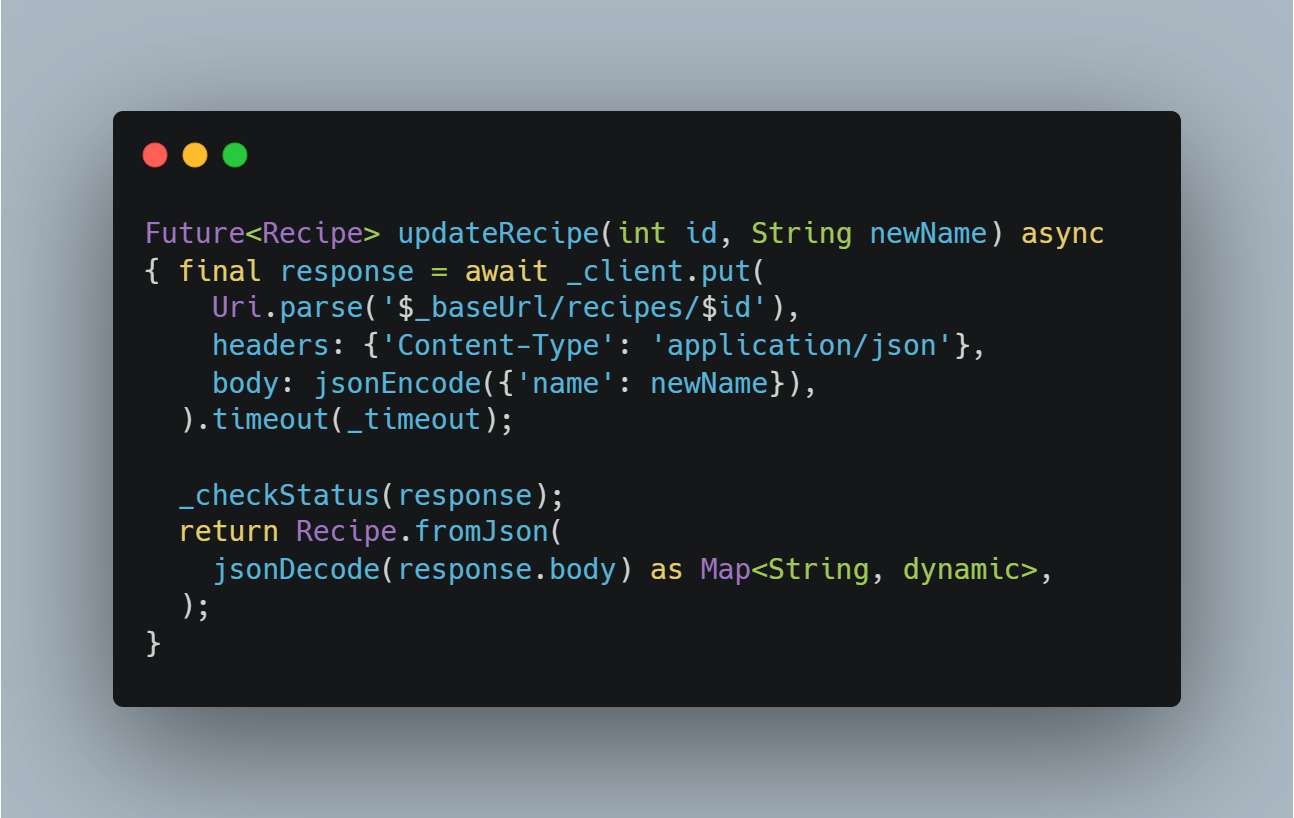 Future<Recipe> updateRecipe(int id, String newName) async
{ final response = await _client.put(
    Uri.parse('$_baseUrl/recipes/$id'),
    headers: {'Content-Type': 'application/json'},
    body: jsonEncode({'name': newName}),
  ).timeout(_timeout);

  _checkStatus(response);
  return Recipe.fromJson(
    jsonDecode(response.body) as Map<String, dynamic>,
  );
}